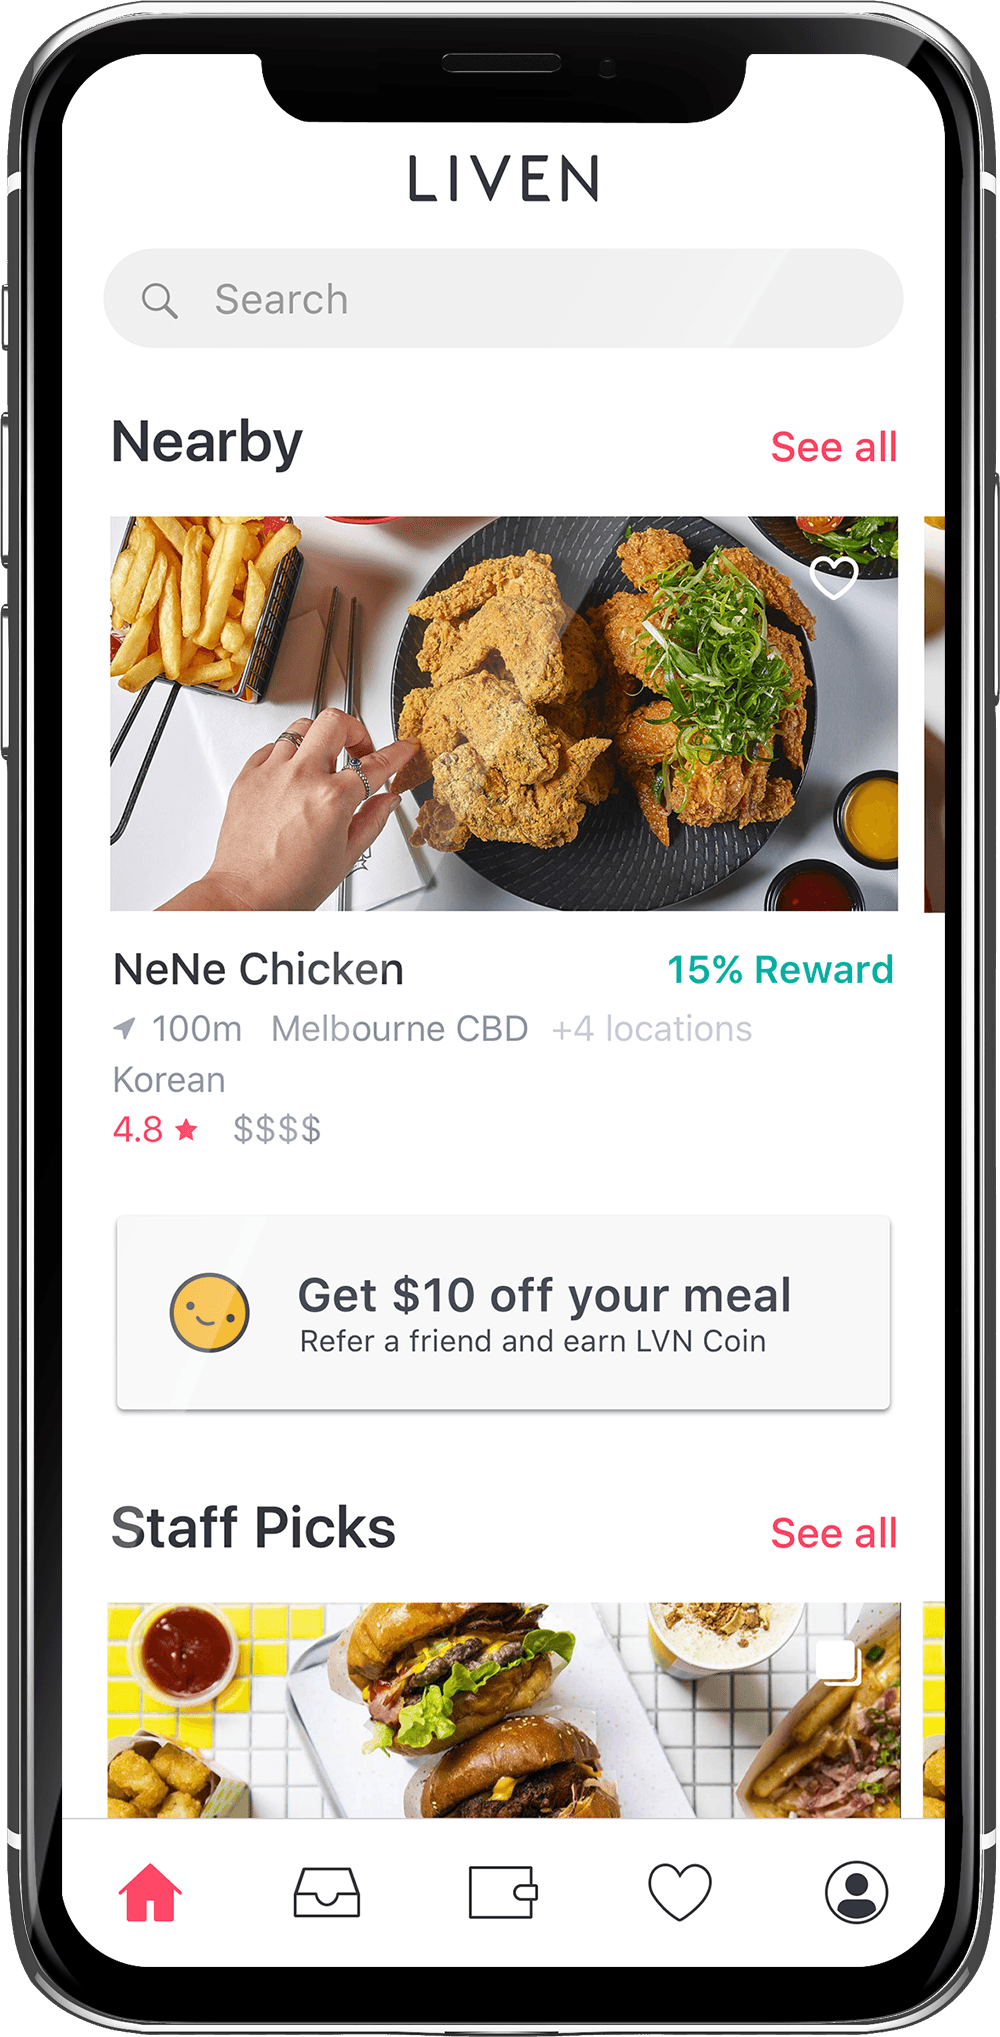 LIVEN
Search
Nearby
See all
NeNe Chicken
15% Reward
100m Melbourne CBD +4 locations
Korean
4.8 ★ $$$$
Get $10 off your meal
Refer a friend and earn LVN Coin
Staff Picks
See all